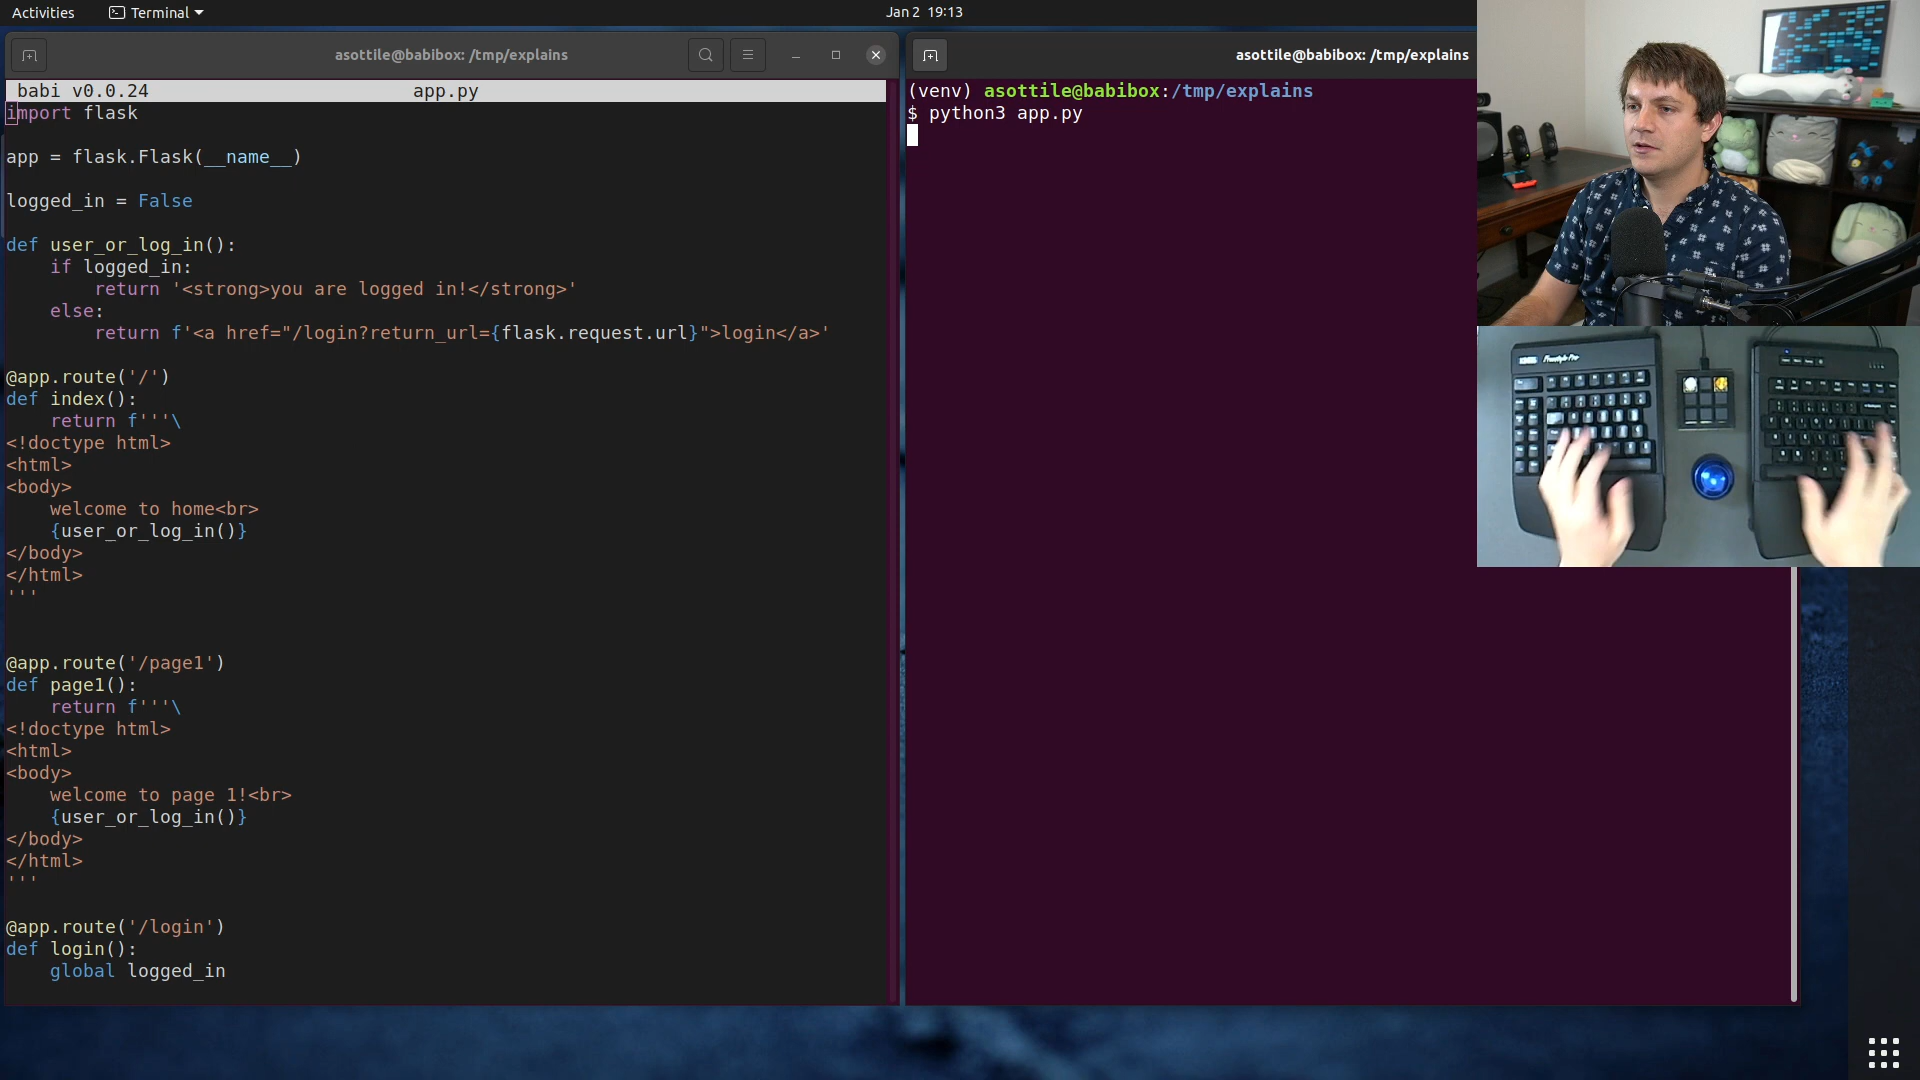 Activities
Terminal
Jan 2 19:13
asottile@babibox: /tmp/explains
babi v0.0.24 app.py
import flask
app = flask.Flask(__name__)
logged_in = False
def user_or_log_in():
if logged_in:
return '<strong>you are logged in!</strong>'
else:
return f'<a href="/login?return_url={flask.request.url}">login</a>'
@app.route('/')
def index():
return f'''\
<!doctype html>
<html>
<body>
welcome to home<br>
{user_or_log_in()}
</body>
</html>
'''
@app.route('/page1')
def page1():
return f'''\
<!doctype html>
<html>
<body>
welcome to page 1!<br>
{user_or_log_in()}
</body>
</html>
'''
@app.route('/login')
def login():
global logged_in
asottile@babibox: /tmp/explains
(venv) asottile@babibox:/tmp/explains
$ python3 app.py